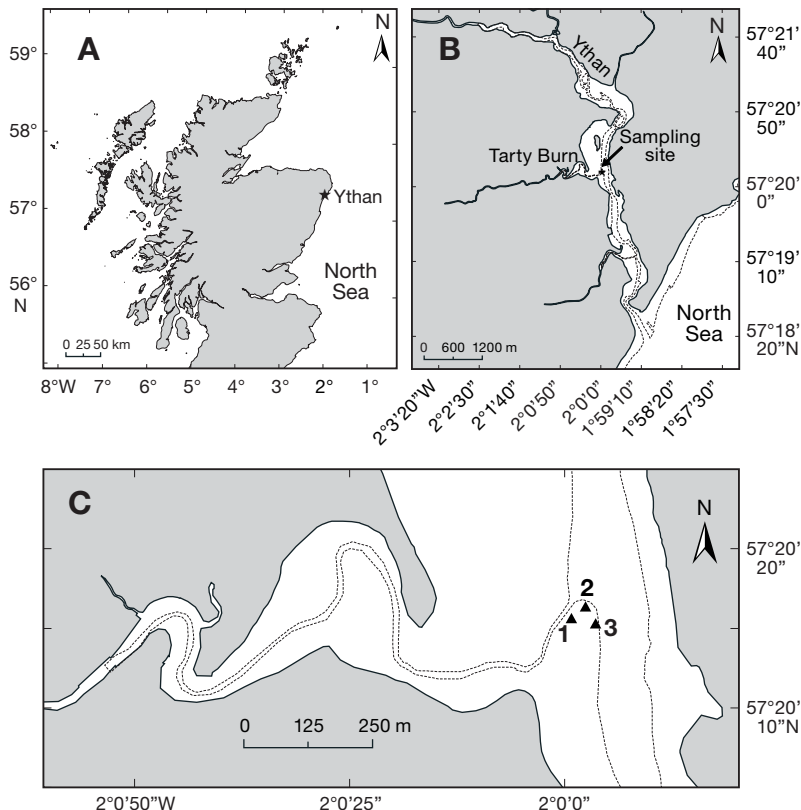 A
N
59°
58°
57°
56°
N
Ythan
North
Sea
0 25 50 km
8°W 7° 6° 5° 4° 3° 2° 1°
B
N
Ythan
Tarty Burn
Sampling
site
North
Sea
0 600 1200 m
57°21’
40”
57°20’
50”
57°20’
0”
57°19’
10”
57°18’
20”N
2°3’20”W
2°2’30”
2°1’40”
2°0’50”
2°0’0”
1°59’10”
1°58’20”
1°57’30”
C
N
2
1
3
0 125 250 m
57°20’
20”
57°20’
10”N
2°0’50”W 2°0’25” 2°0’0”